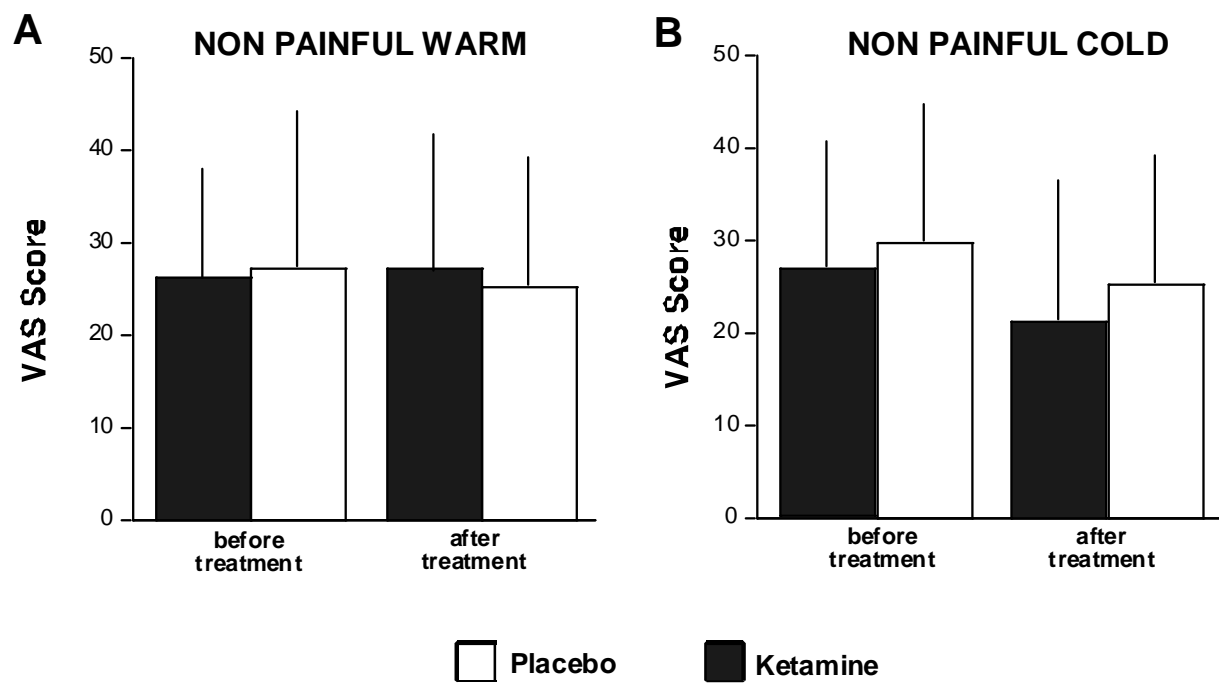 A
NON PAINFUL WARM
50
40
30
20
10
0
VAS Score
before
treatment
after
treatment
B
NON PAINFUL COLD
50
40
30
20
10
0
VAS Score
before
treatment
after
treatment
Placebo
Ketamine